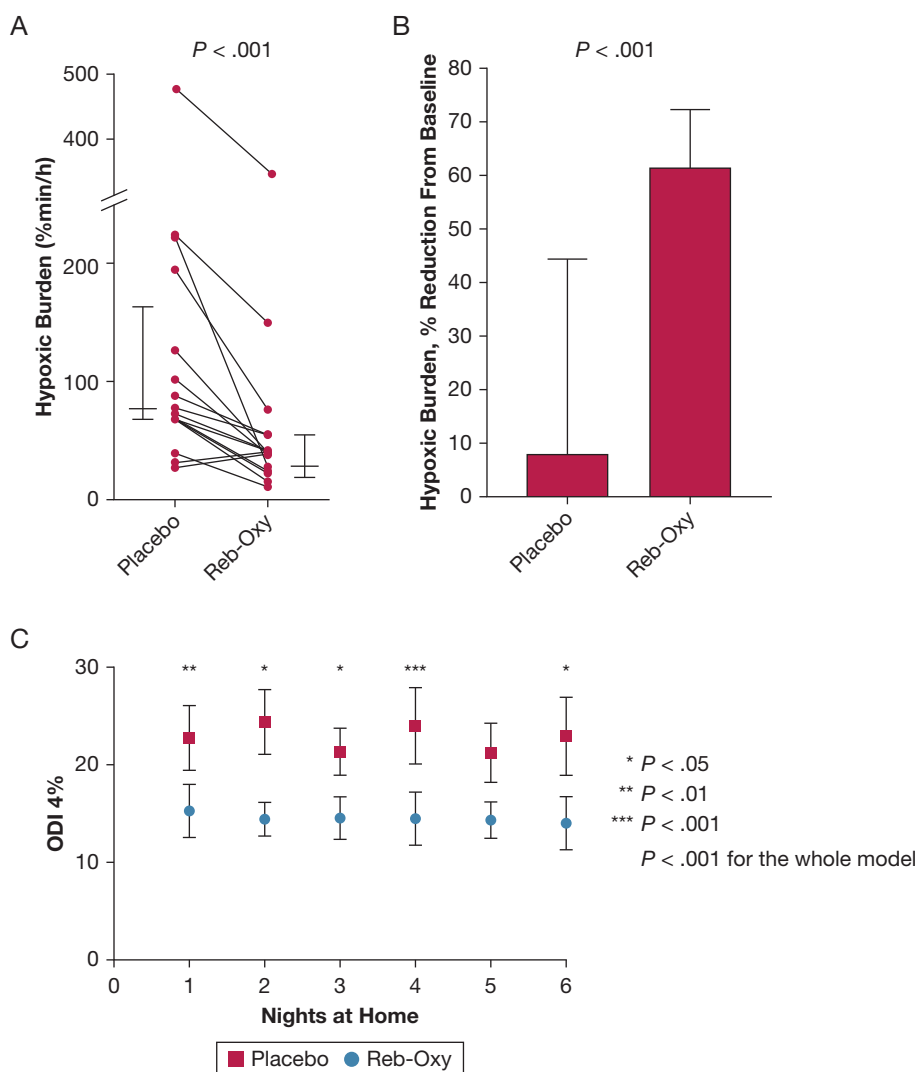 A
P < .001
500
400
200
100
0
Hypoxic Burden (%min/h)
Placebo
Reb-Oxy
B
P < .001
80
70
60
50
40
30
20
10
0
Hypoxic Burden, % Reduction From Baseline
Placebo
Reb-Oxy
C
30
20
10
0
ODI 4%
** * * *** *
0 1 2 3 4 5 6
Nights at Home
* P < .05
** P < .01
*** P < .001
P < .001 for the whole model
Placebo Reb-Oxy